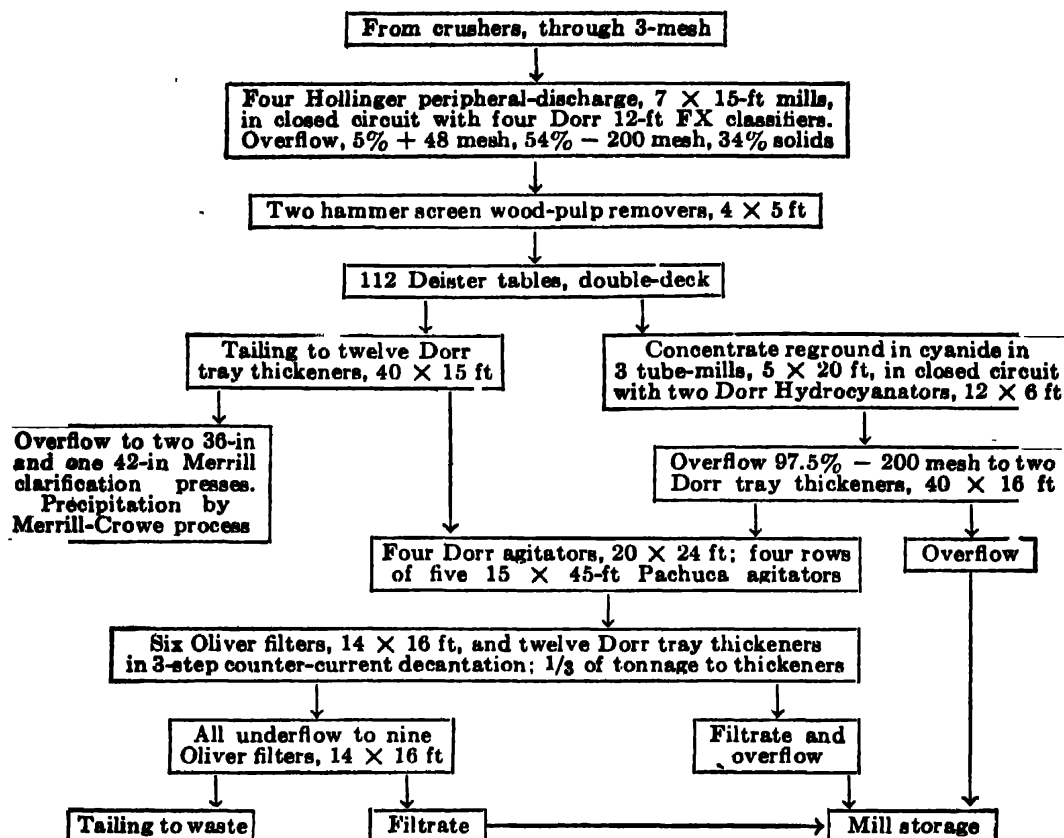 From crushers, through 3-mesh
Four Hollinger peripheral-discharge, 7 × 15-ft mills,
in closed circuit with four Dorr 12-ft FX classifiers.
Overflow, 5% + 48 mesh, 54% − 200 mesh, 34% solids
Two hammer screen wood-pulp removers, 4 × 5 ft
112 Deister tables, double-deck
Tailing to twelve Dorr
tray thickeners, 40 × 15 ft
Concentrate reground in cyanide in
3 tube-mills, 5 × 20 ft, in closed circuit
with two Dorr Hydrocyanators, 12 × 6 ft
Overflow to two 36-in
and one 42-in Merrill
clarification presses.
Precipitation by
Merrill-Crowe process
Overflow 97.5% − 200 mesh to two
Dorr tray thickeners, 40 × 16 ft
Four Dorr agitators, 20 × 24 ft; four rows
of five 15 × 45-ft Pachuca agitators
Overflow
Six Oliver filters, 14 × 16 ft, and twelve Dorr tray thickeners
in 3-step counter-current decantation; 1/3 of tonnage to thickeners
All underflow to nine
Oliver filters, 14 × 16 ft
Filtrate and
overflow
Tailing to waste
Filtrate
Mill storage